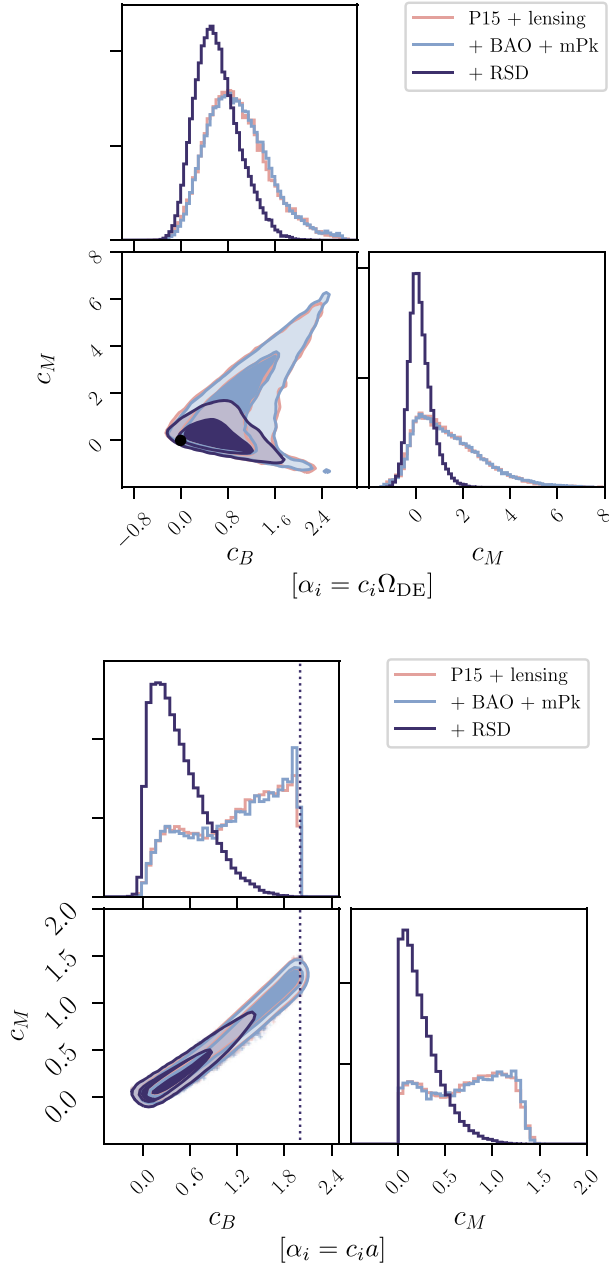 P15 + lensing
+ BAO + mPk
+ RSD
8
6
4
2
0
c_M
−0.8 0.0 0.8 1.6 2.4
0 2 4 6 8
c_B c_M
[α_i = c_iΩ_DE]
P15 + lensing
+ BAO + mPk
+ RSD
2.0
1.5
1.0
0.5
0.0
c_M
0.0 0.6 1.2 1.8 2.4
0.0 0.5 1.0 1.5 2.0
c_B c_M
[α_i = c_ia]